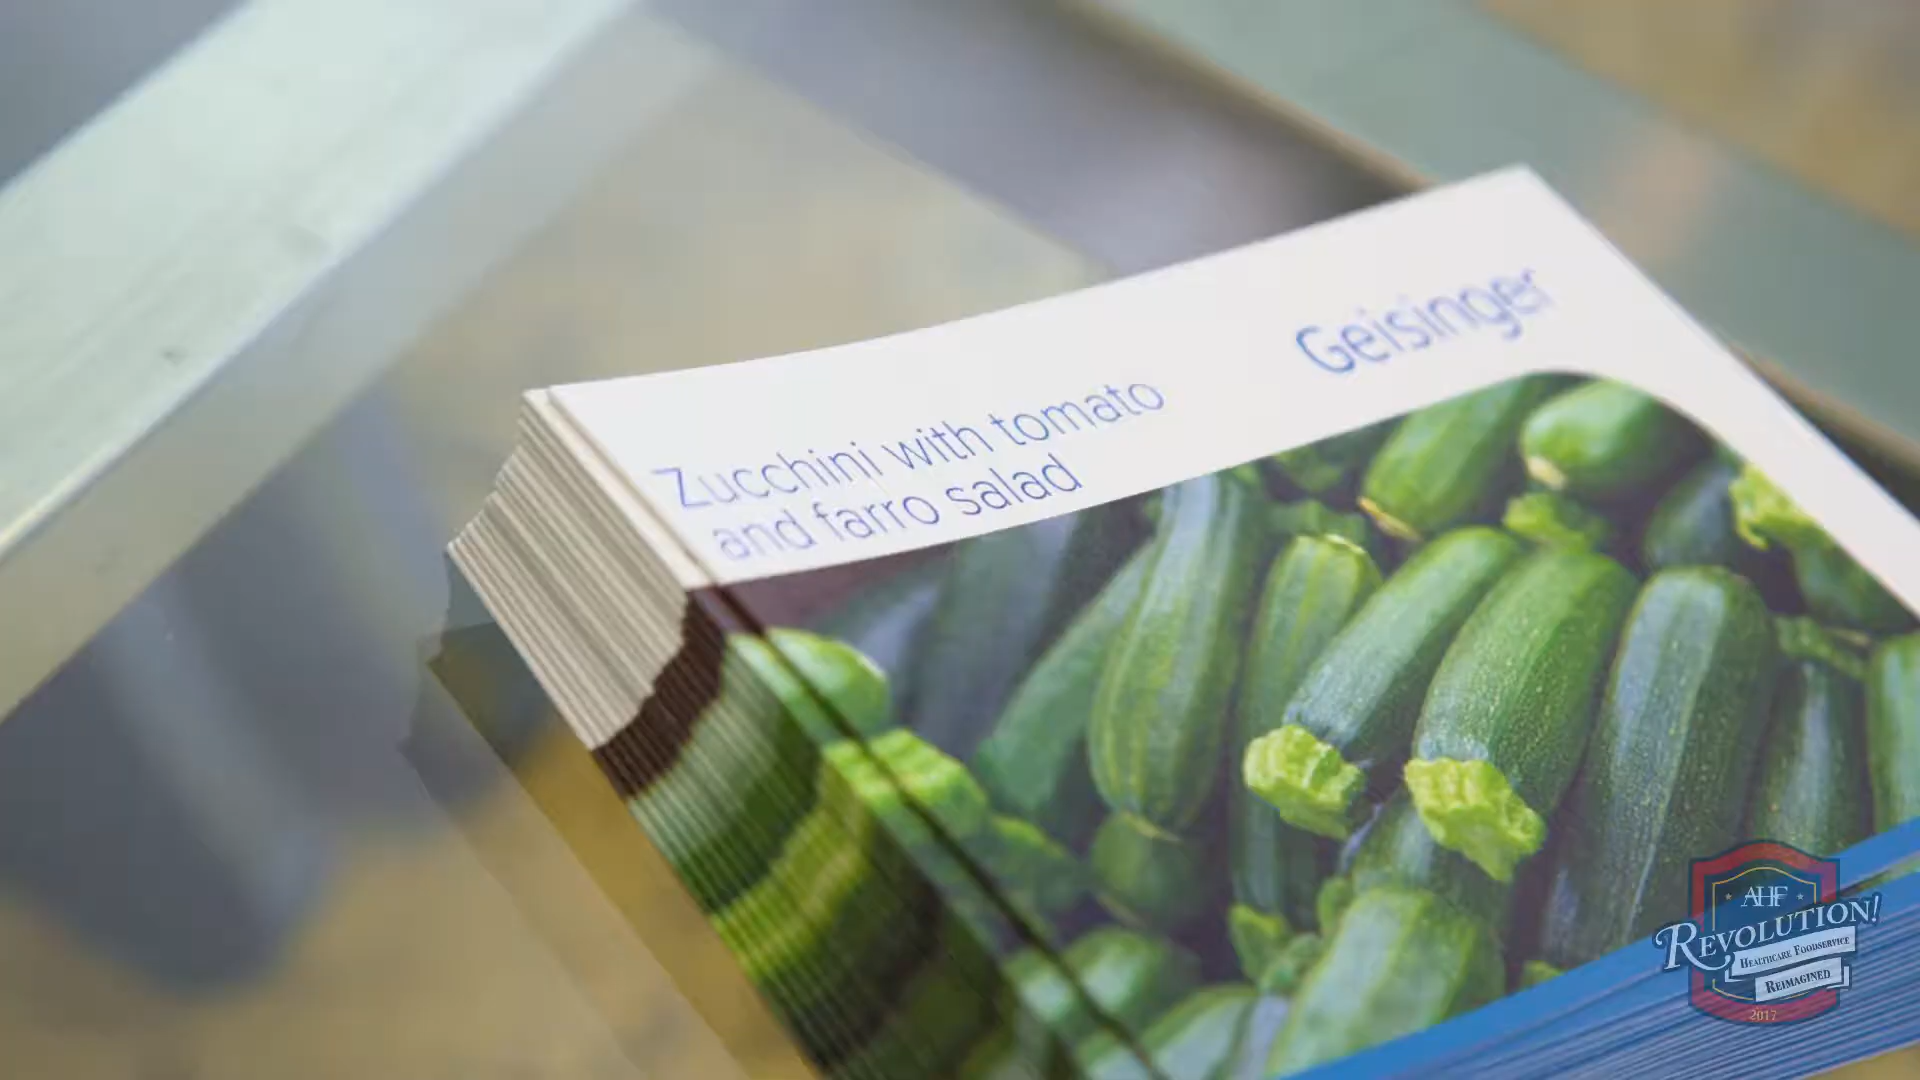 Geisinger
Zucchini with tomato
and farro salad
AHF
REVOLUTION!
HEALTHCARE FOODSERVICE
REIMAGINED
2017